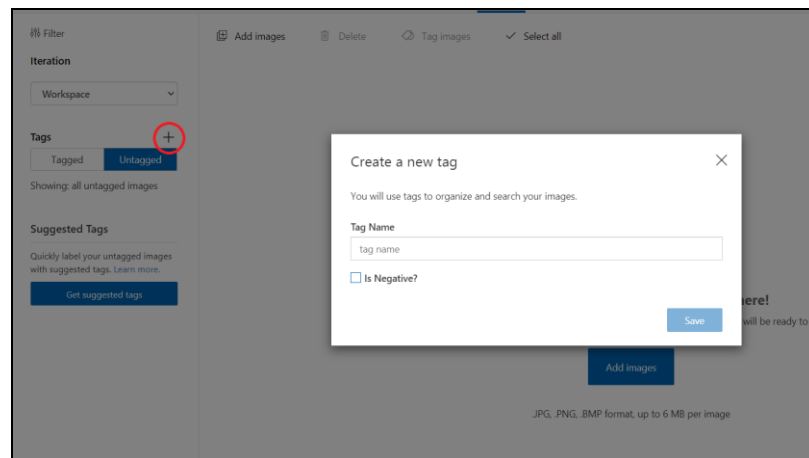 Filter
Iteration
Workspace
Tags
Tagged Untagged
Showing: all untagged images
Suggested Tags
Quickly label your untagged images
with suggested tags. Learn more.
Get suggested tags
Add images Delete Tag images Select all
Create a new tag
You will use tags to organize and search your images.
Tag Name
tag name
Is Negative?
Save
will be ready to
Add images
.JPG, .PNG, .BMP format, up to 6 MB per image